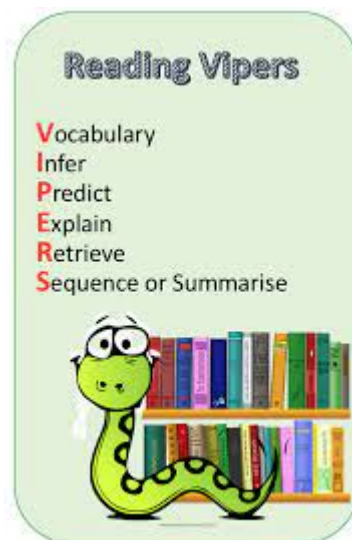 Reading Vipers
Vocabulary
Infer
Predict
Explain
Retrieve
Sequence or Summarise